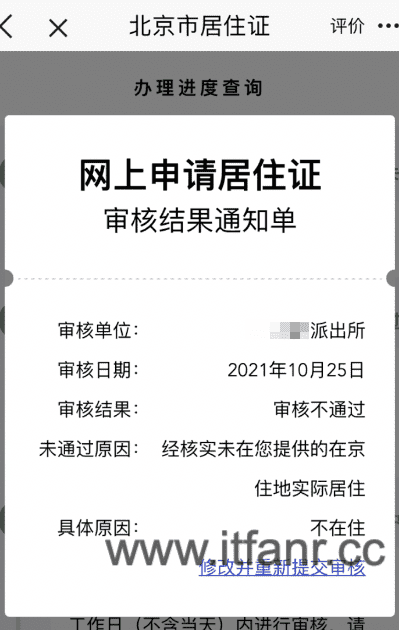 北京市居住证
评价
办理进度查询
网上申请居住证
审核结果通知单
审核单位: 派出所
审核日期: 2021年10月25日
审核结果: 审核不通过
未通过原因: 经核实未在您提供的在京
住地实际居住
具体原因: 不在住
www.itfanr.cc
修改并重新提交审核
工作日（不含当天）内进行审核，请